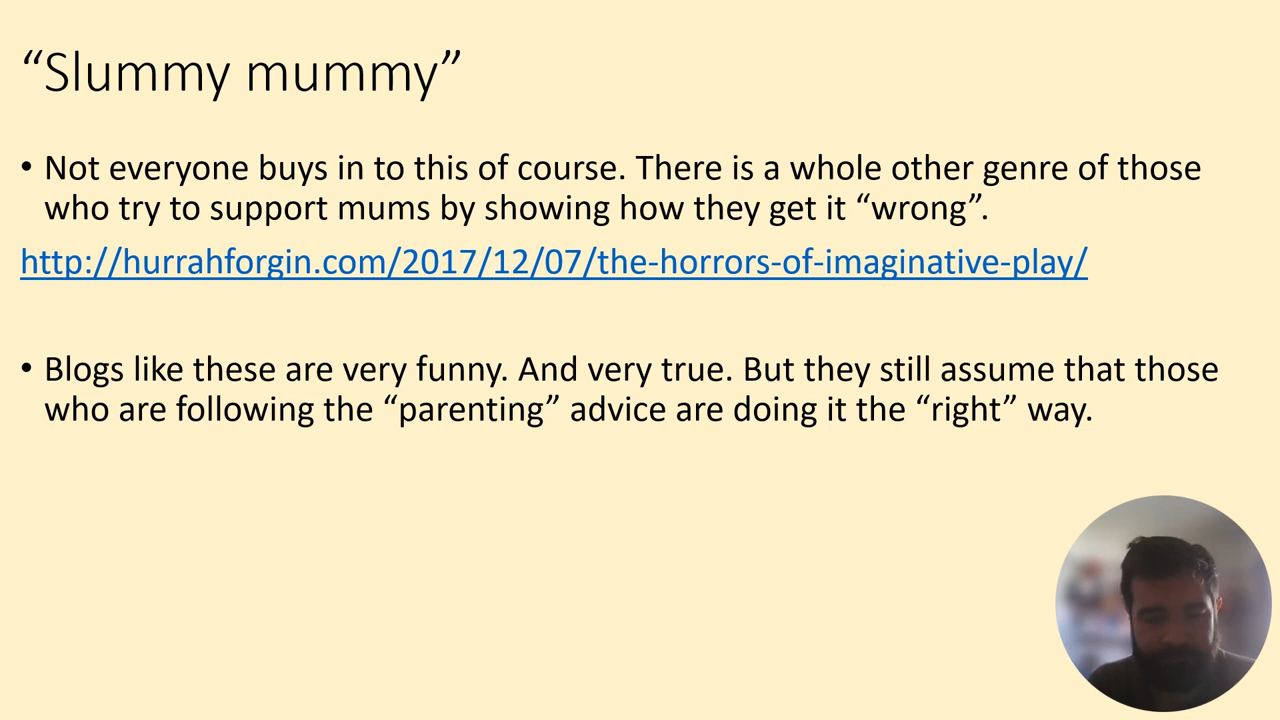 “Slummy mummy”
• Not everyone buys in to this of course. There is a whole other genre of those
who try to support mums by showing how they get it “wrong”.
http://hurrahforgin.com/2017/12/07/the-horrors-of-imaginative-play/
• Blogs like these are very funny. And very true. But they still assume that those
who are following the “parenting” advice are doing it the “right” way.